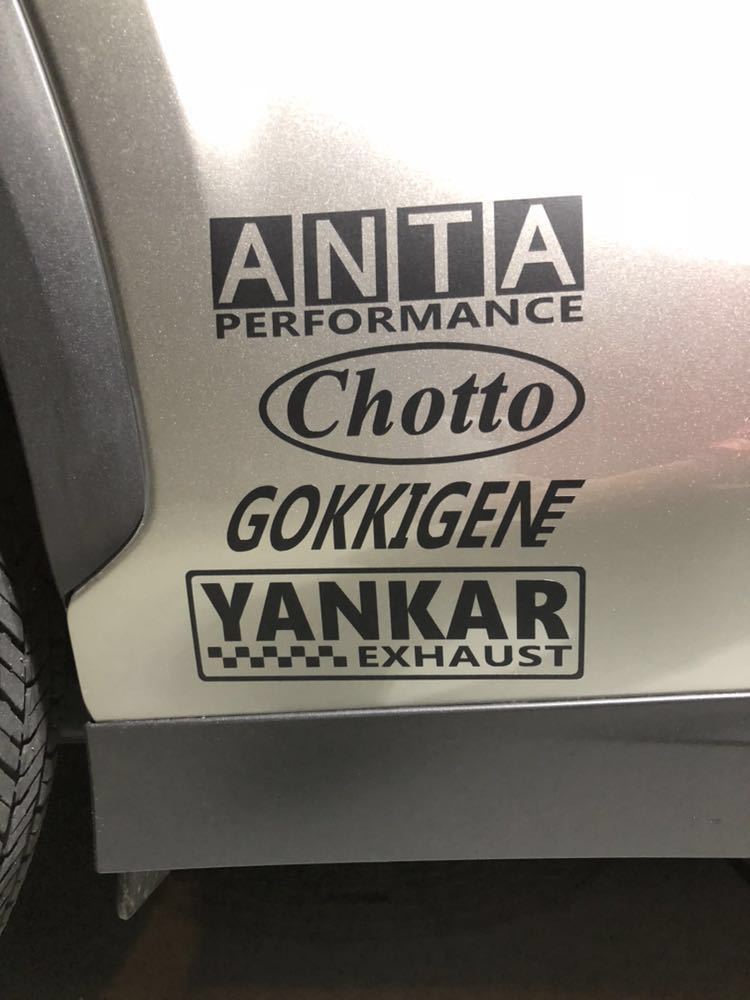 ANTA
PERFORMANCE
Chotto
GOKKIGENE
YANKAR
EXHAUST